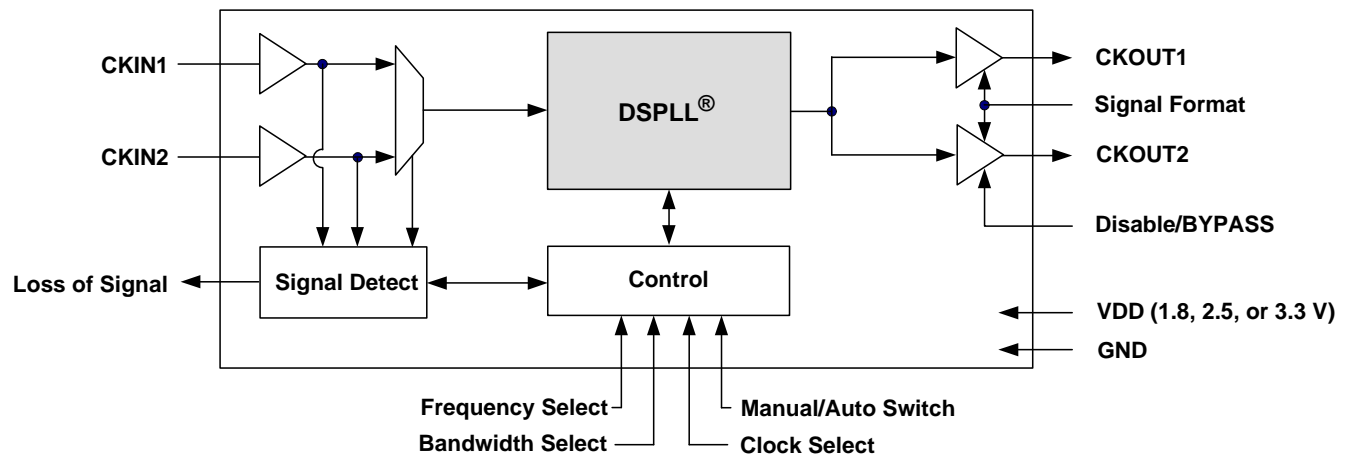 CKIN1
CKIN2
DSPLL®
CKOUT1
Signal Format
CKOUT2
Disable/BYPASS
Loss of Signal
Signal Detect
Control
VDD (1.8, 2.5, or 3.3 V)
GND
Frequency Select
Manual/Auto Switch
Bandwidth Select
Clock Select